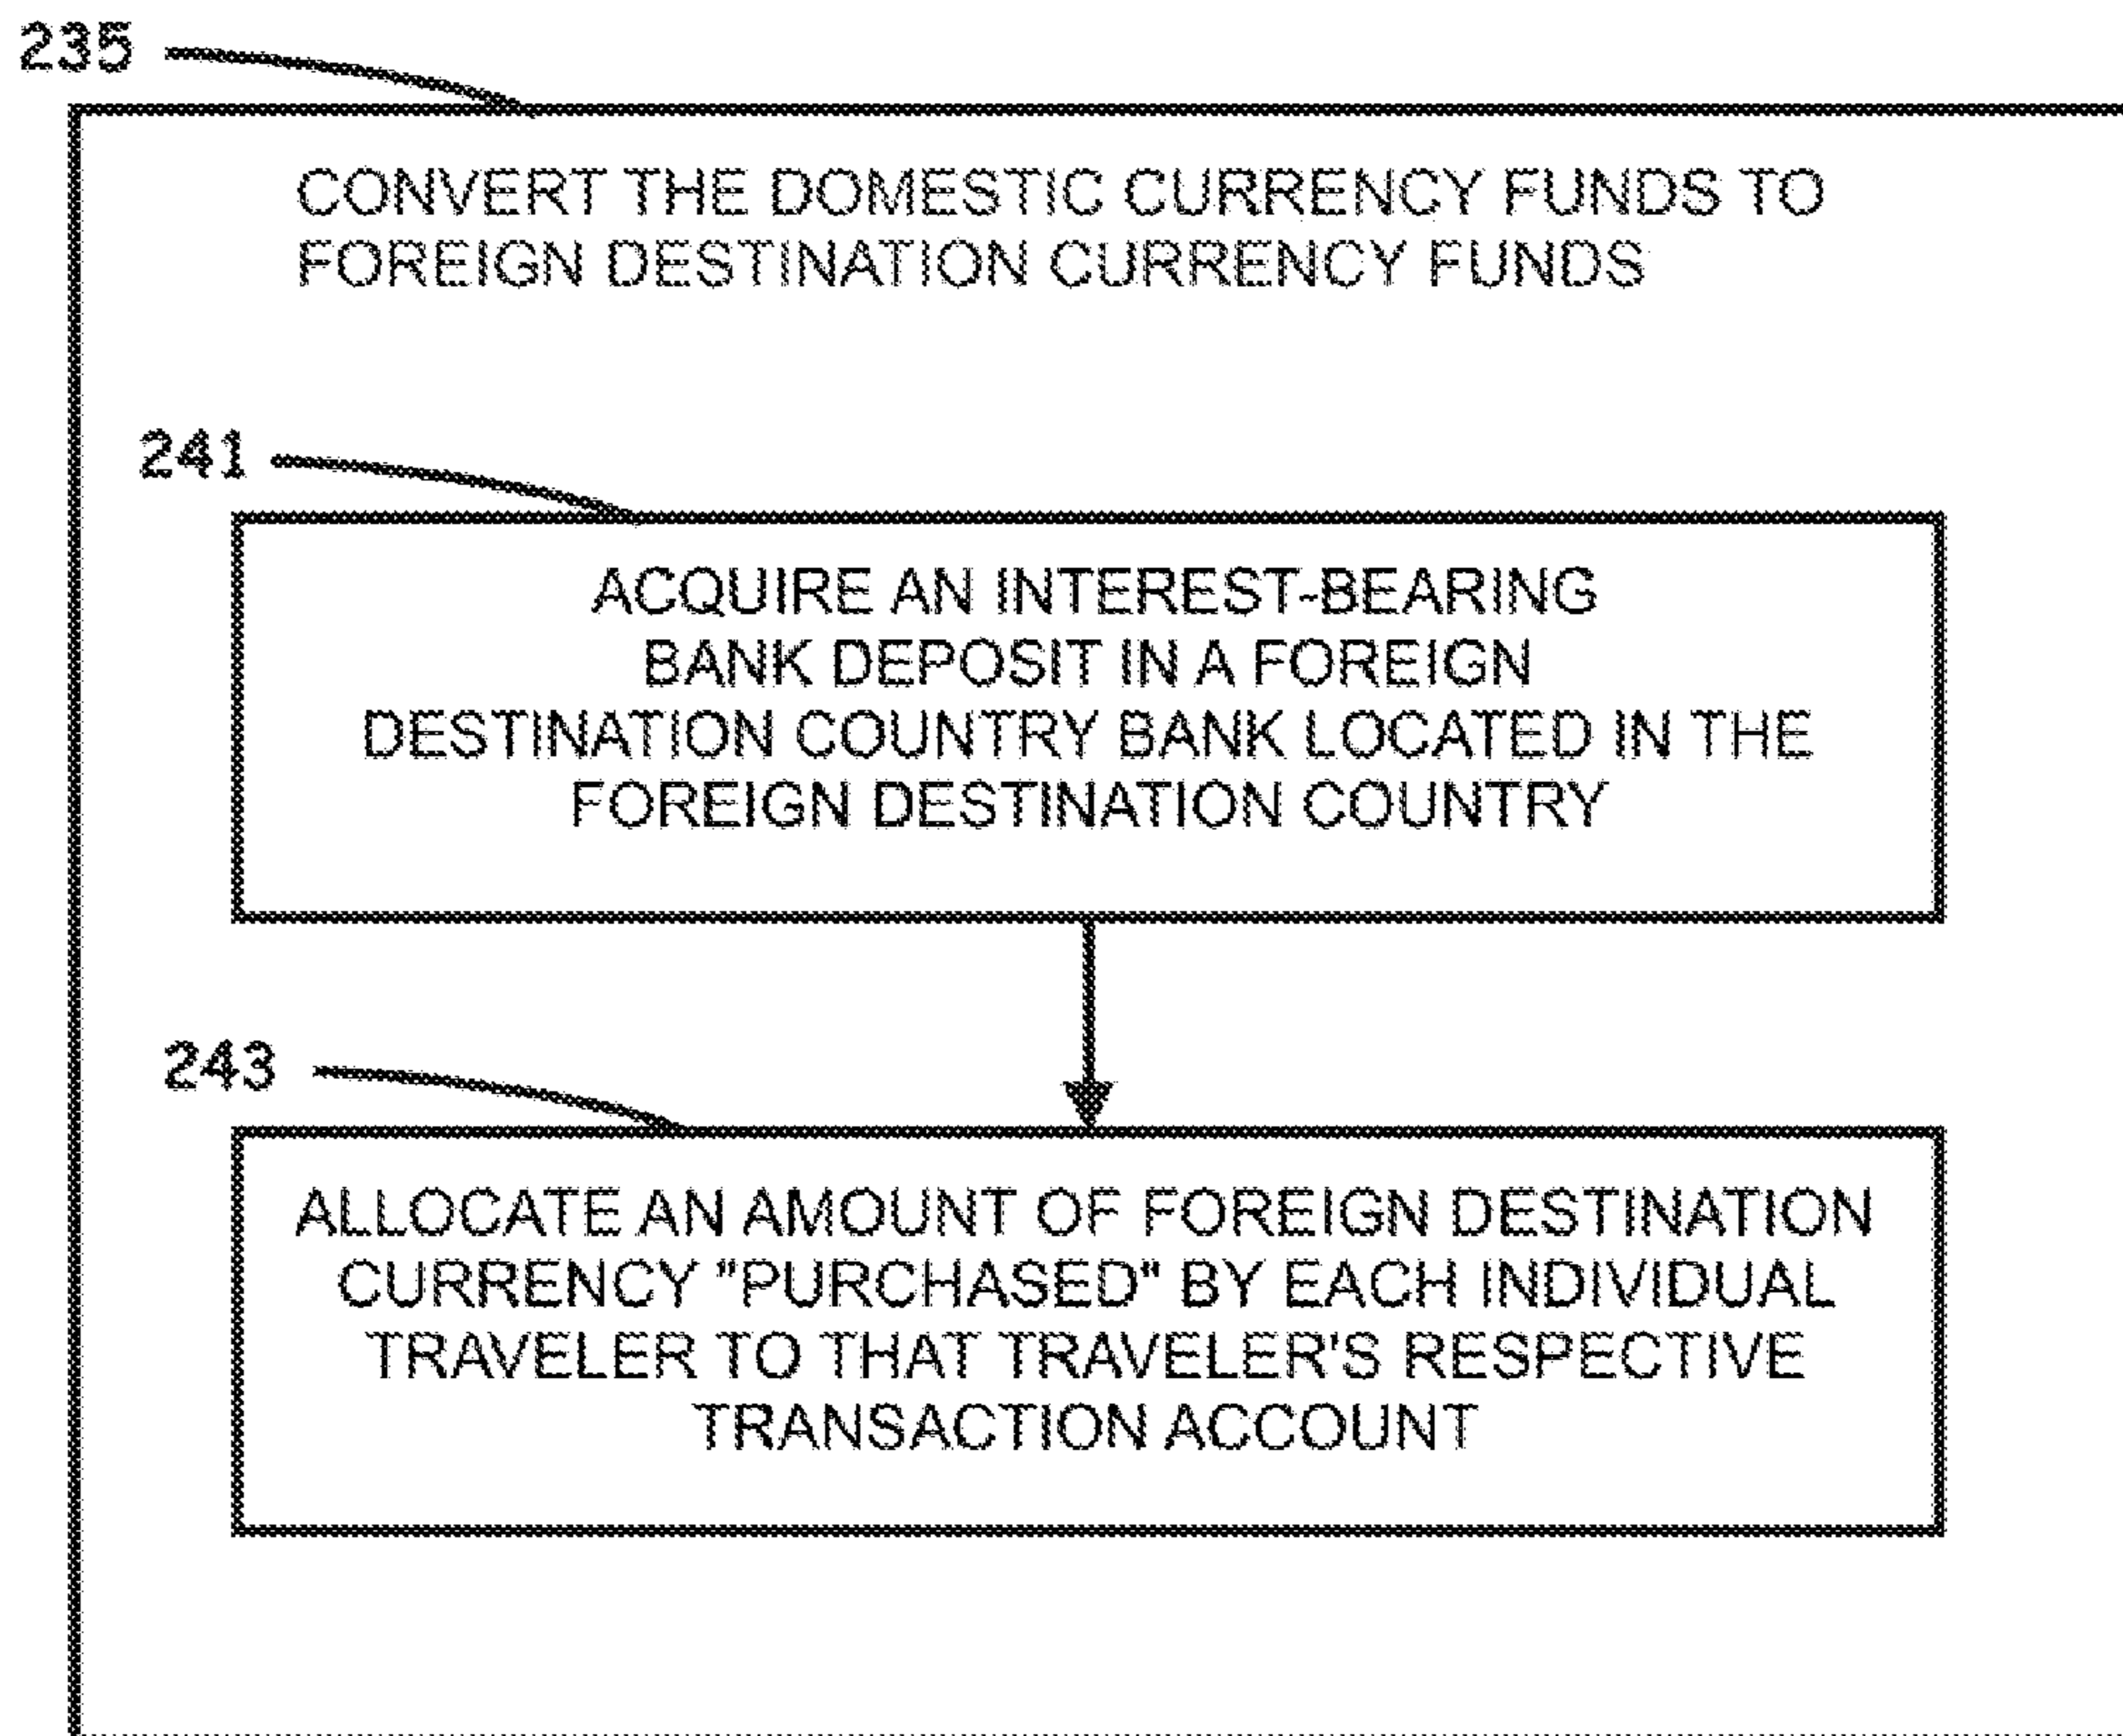 235
CONVERT THE DOMESTIC CURRENCY FUNDS TO
FOREIGN DESTINATION CURRENCY FUNDS
241
ACQUIRE AN INTEREST-BEARING
BANK DEPOSIT IN A FOREIGN
DESTINATION COUNTRY BANK LOCATED IN THE
FOREIGN DESTINATION COUNTRY
243
ALLOCATE AN AMOUNT OF FOREIGN DESTINATION
CURRENCY "PURCHASED" BY EACH INDIVIDUAL
TRAVELER TO THAT TRAVELER'S RESPECTIVE
TRANSACTION ACCOUNT